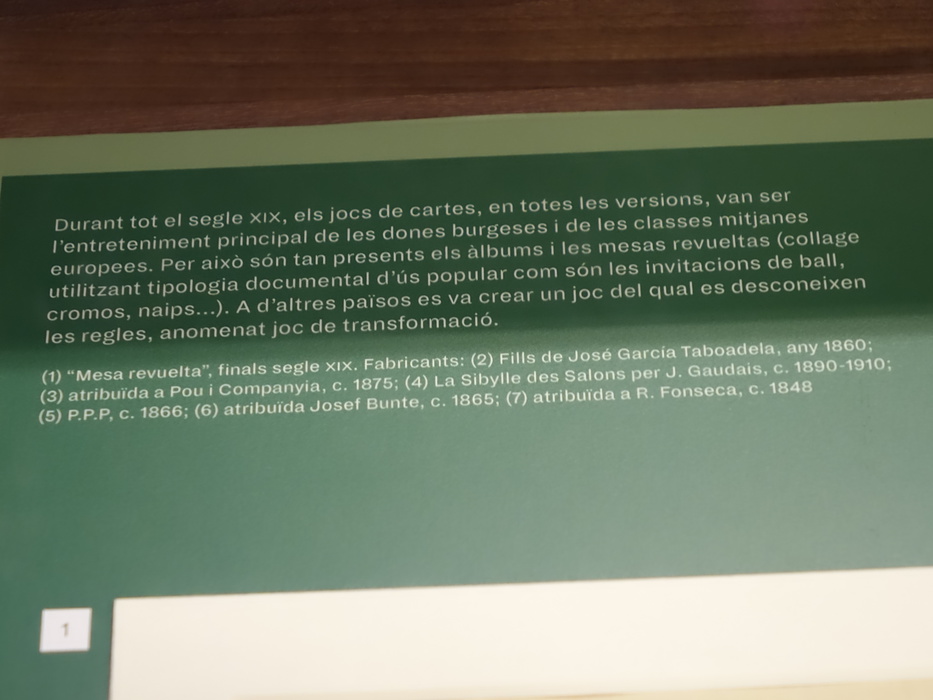 Durant tot el segle XIX, els jocs de cartes, en totes les versions, van ser
l'entreteniment principal de les dones burgeses i de les classes mitjanes
europees. Per això són tan presents els àlbums i les mesas revueltas (collage
utilitzant tipologia documental d'ús popular com són les invitacions de ball,
cromos, naips...). A d'altres països es va crear un joc del qual es desconeixen
les regles, anomenat joc de transformació.
(1) "Mesa revuelta", finals segle XIX. Fabricants: (2) Fills de José García Taboadela, any 1860;
(3) atribuïda a Pou i Companyia, c. 1875; (4) La Sibylle des Salons per J. Gaudais, c. 1890-1910;
(5) P.P.P, c. 1866; (6) atribuïda Josef Bunte, c. 1865; (7) atribuïda a R. Fonseca, c. 1848
1